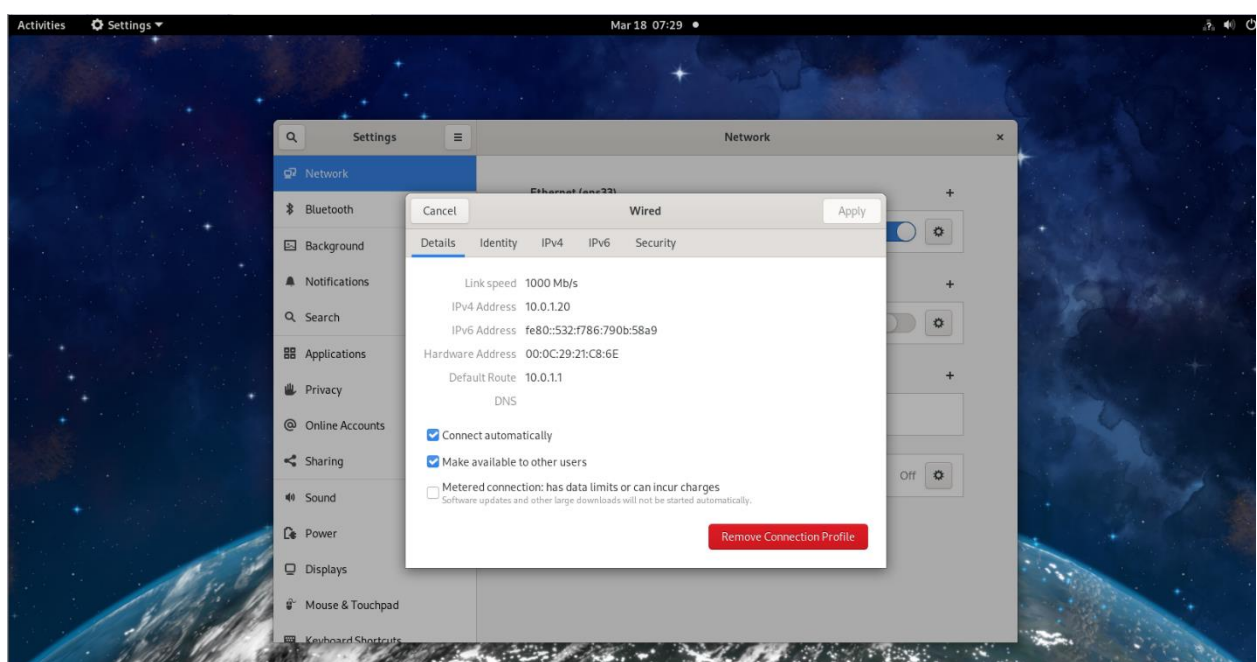 Activities Settings Mar 18 07:29
Settings Network
Network
Ethernet (ens33)
Bluetooth
Background
Notifications
Search
Applications
Privacy
Online Accounts
Sharing
Sound
Off
Power
Displays
Mouse & Touchpad
Keyboard Shortcuts
Cancel Wired Apply
Details Identity IPv4 IPv6 Security
Link speed 1000 Mb/s
IPv4 Address 10.0.1.20
IPv6 Address fe80::532:f786:790b:58a9
Hardware Address 00:0C:29:21:C8:6E
Default Route 10.0.1.1
DNS
Connect automatically
Make available to other users
Metered connection: has data limits or can incur charges
Software updates and other large downloads will not be started automatically.
Remove Connection Profile